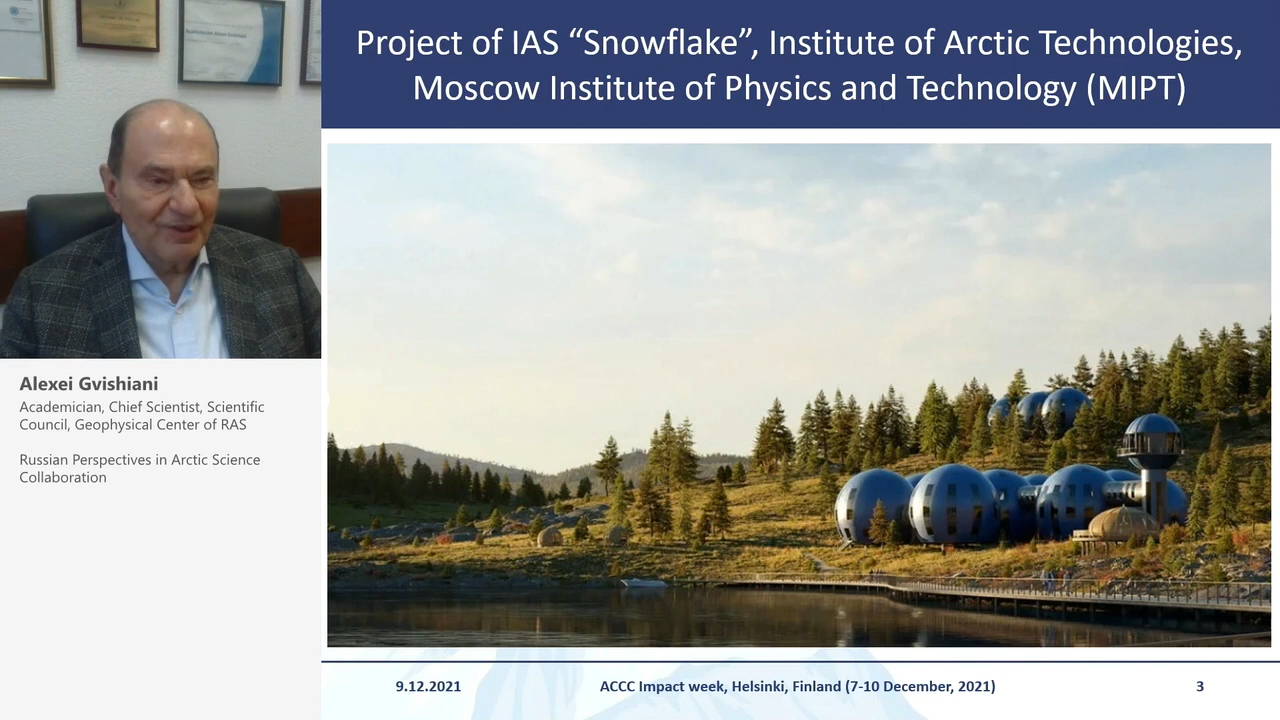 Project of IAS “Snowflake”, Institute of Arctic Technologies,
Moscow Institute of Physics and Technology (MIPT)
Alexei Gvishiani
Academician, Chief Scientist, Scientific
Council, Geophysical Center of RAS
Russian Perspectives in Arctic Science
Collaboration
9.12.2021
ACCC Impact week, Helsinki, Finland (7-10 December, 2021)
3